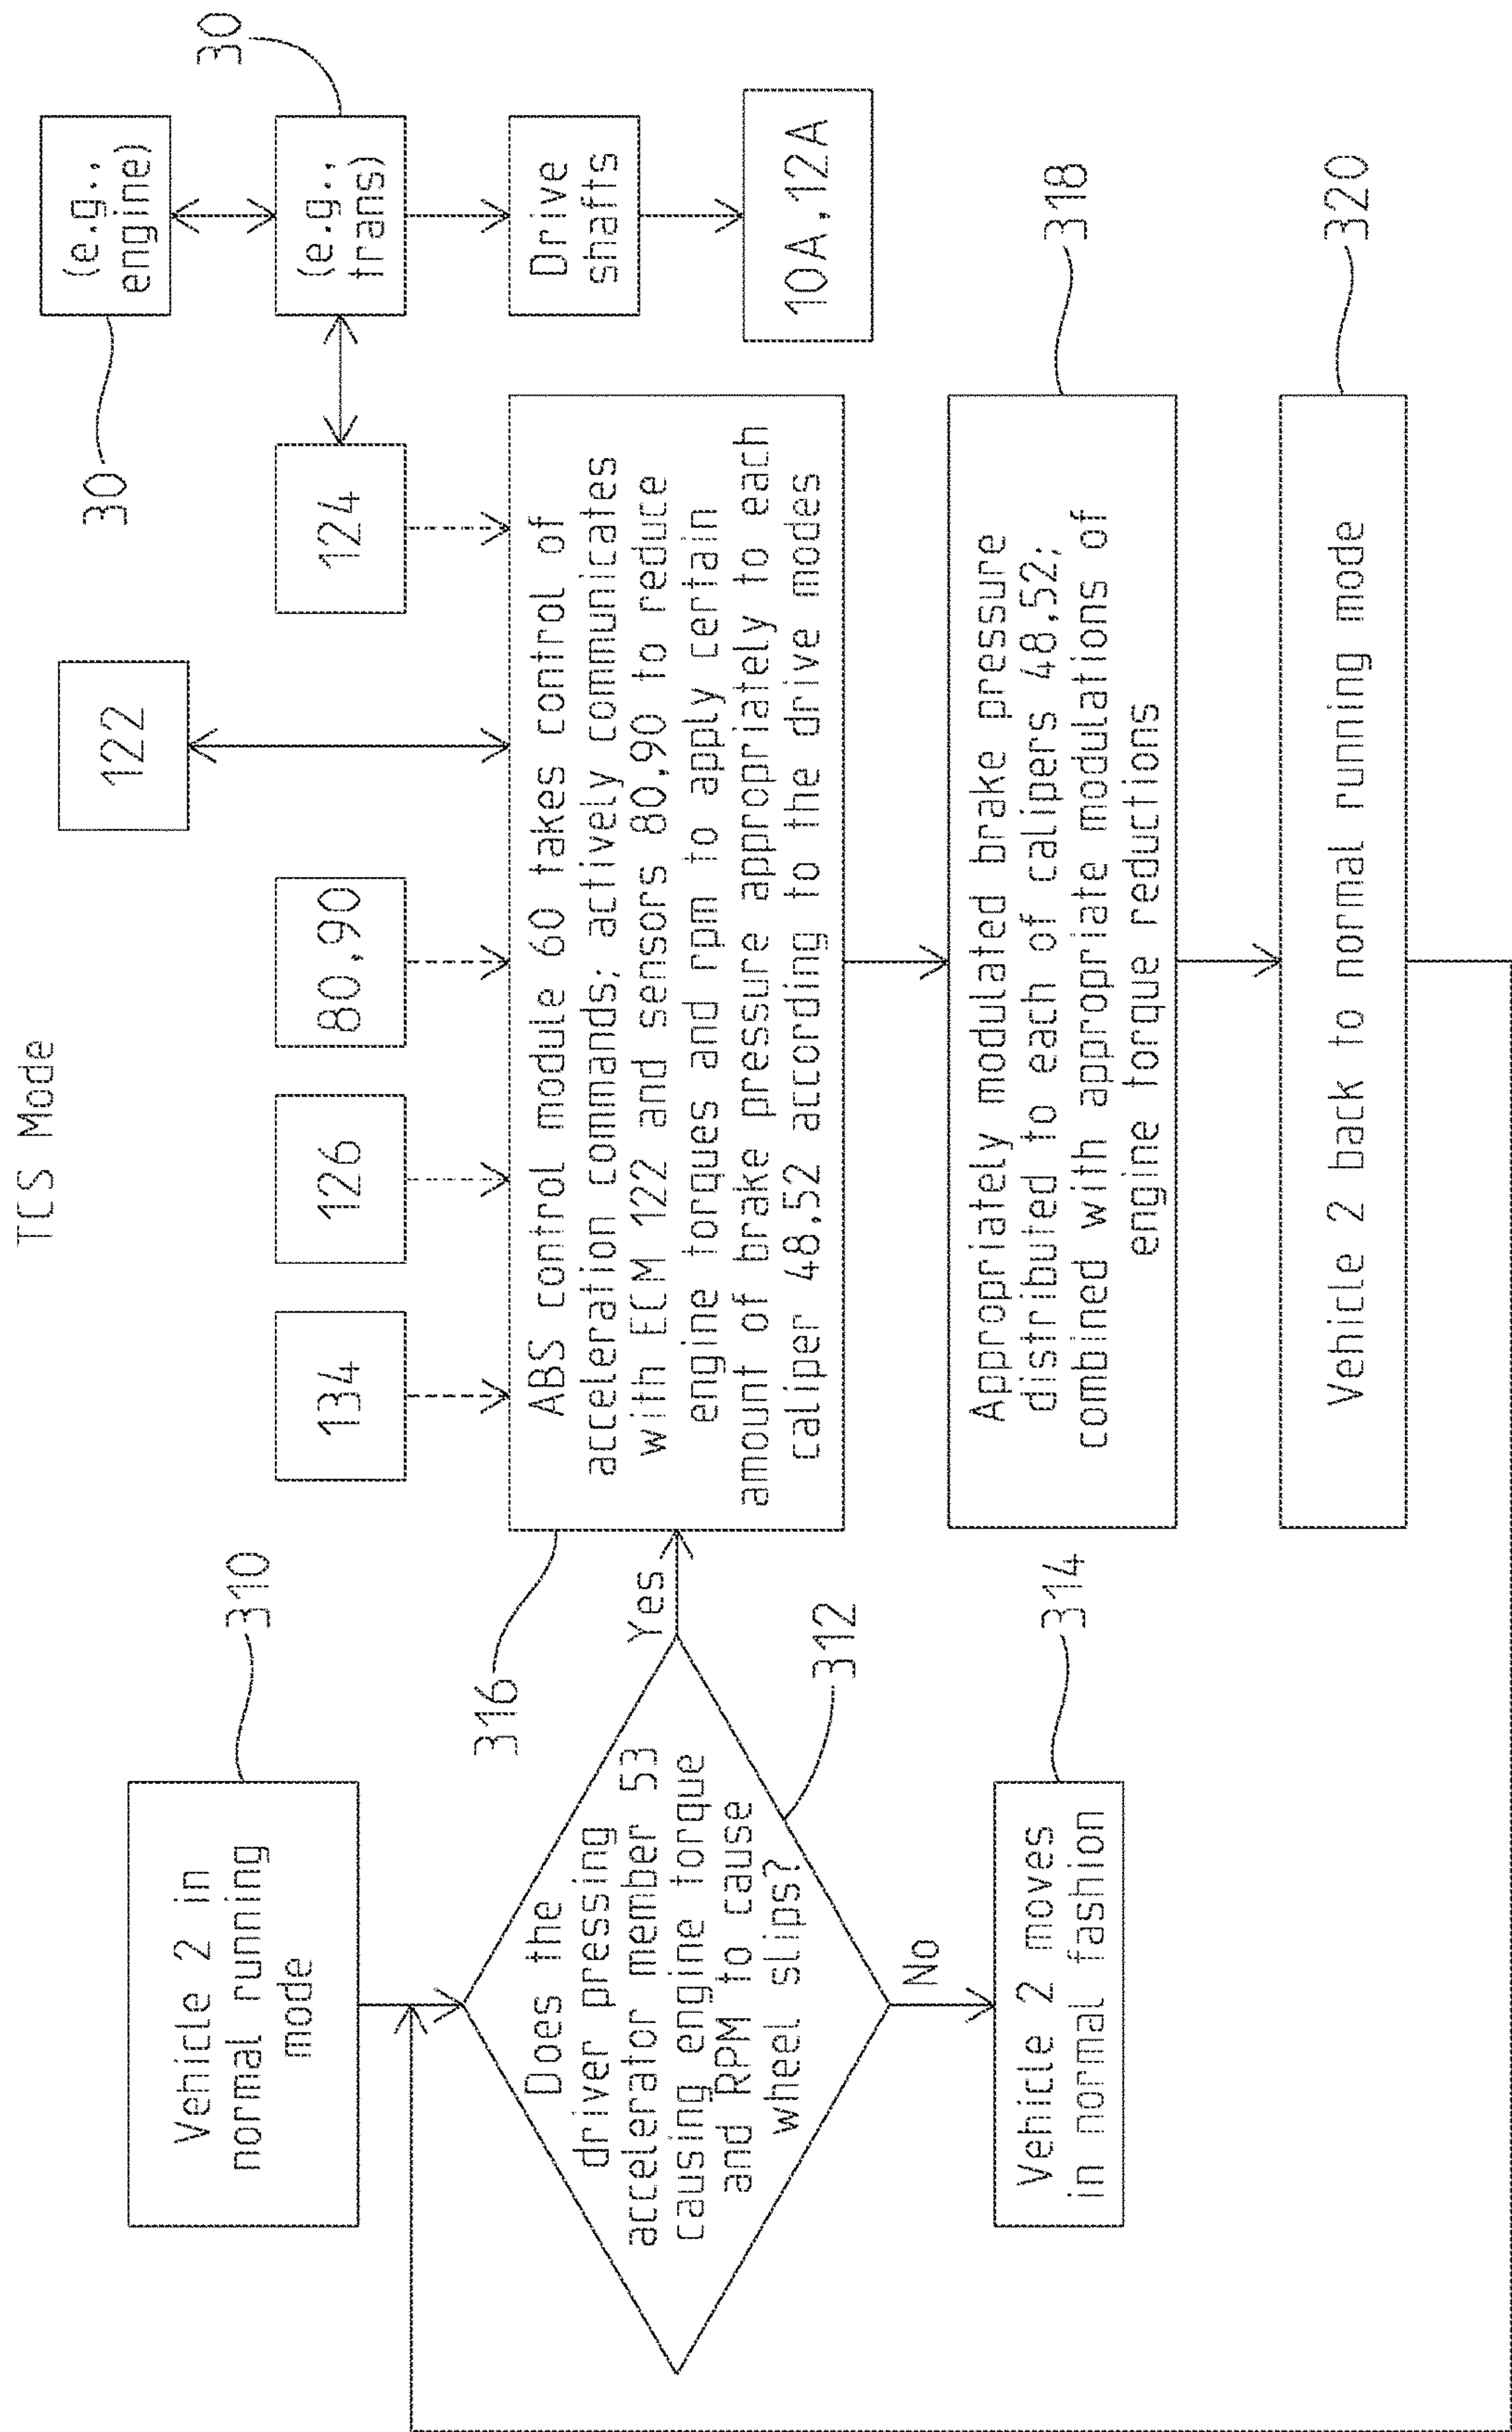 TCS Mode
Vehicle 2 in
normal running
mode
310
Does the
driver pressing
accelerator member 53
causing engine torque
and RPM to cause
wheel slips?
312
Yes
No
Vehicle 2 moves
in normal fashion
314
134
126
80,90
122
124
30
(e.g.,
engine)
30
(e.g.,
trans)
Drive
shafts
10A,12A
316
ABS control module 60 takes control of
acceleration commands; actively communicates
with ECM 122 and sensors 80,90 to reduce
engine torques and rpm to apply certain
amount of brake pressure appropriately to each
caliper 48,52 according to the drive modes
Appropriately modulated brake pressure
distributed to each of calipers 48,52;
combined with appropriate modulations of
engine torque reductions
318
Vehicle 2 back to normal running mode
320